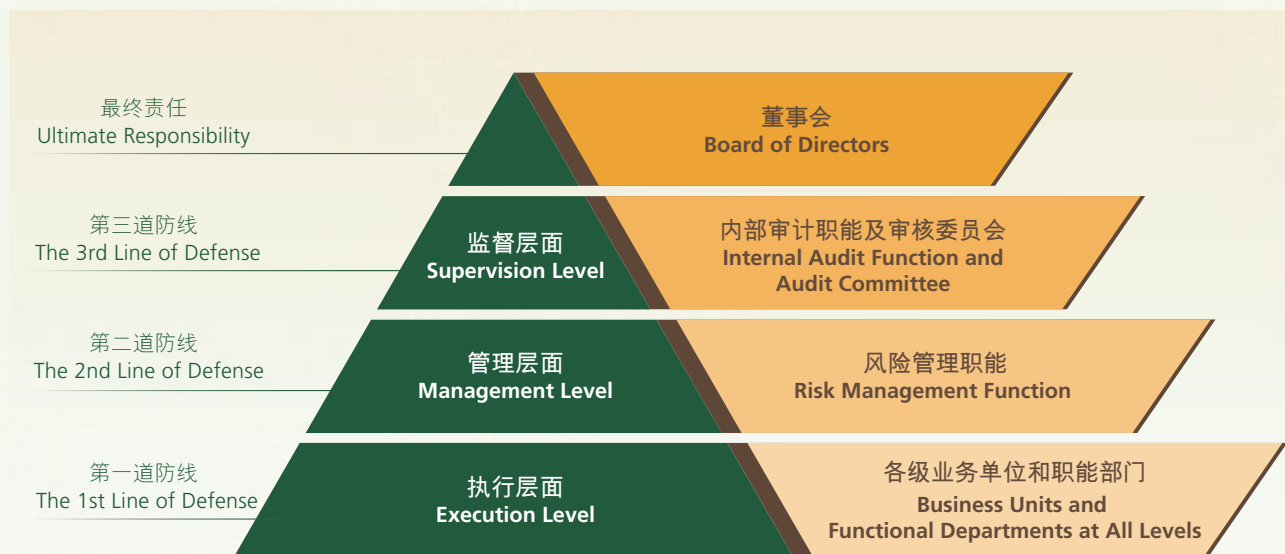 最终责任
Ultimate Responsibility
董事会
Board of Directors
第三道防线
The 3rd Line of Defense
监督层面
Supervision Level
内部审计职能及审核委员会
Internal Audit Function and
Audit Committee
第二道防线
The 2nd Line of Defense
管理层面
Management Level
风险管理职能
Risk Management Function
第一道防线
The 1st Line of Defense
执行层面
Execution Level
各级业务单位和职能部门
Business Units and
Functional Departments at All Levels